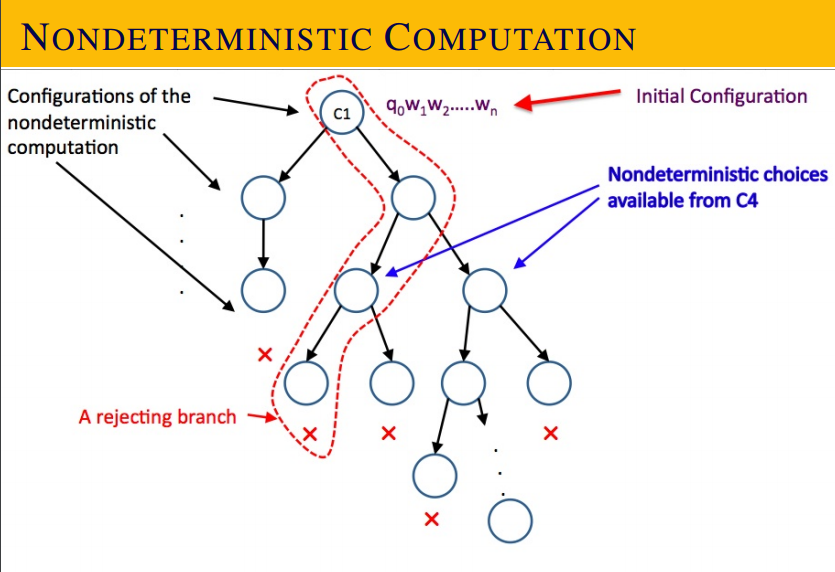 NONDETERMINISTIC COMPUTATION
Configurations of the
nondeterministic
computation
C1
q₀w₁w₂.....wₙ
Initial Configuration
Nondeterministic choices
available from C4
A rejecting branch